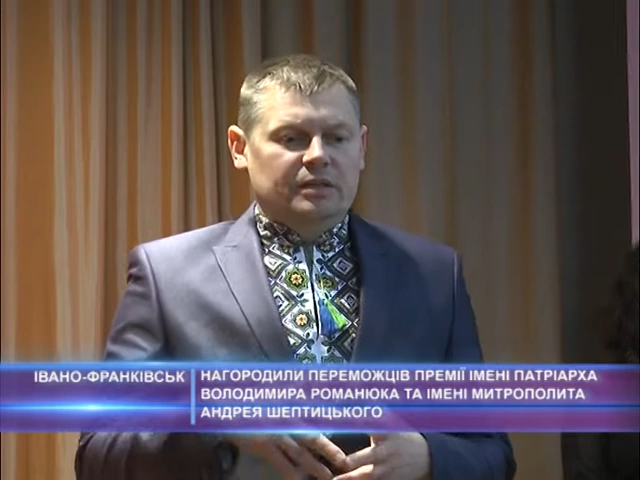 ІВАНО-ФРАНКІВСЬК
НАГОРОДИЛИ ПЕРЕМОЖЦІВ ПРЕМІЇ ІМЕНІ ПАТРІАРХА
ВОЛОДИМИРА РОМАНЮКА ТА ІМЕНІ МИТРОПОЛИТА
АНДРЕЯ ШЕПТИЦЬКОГО